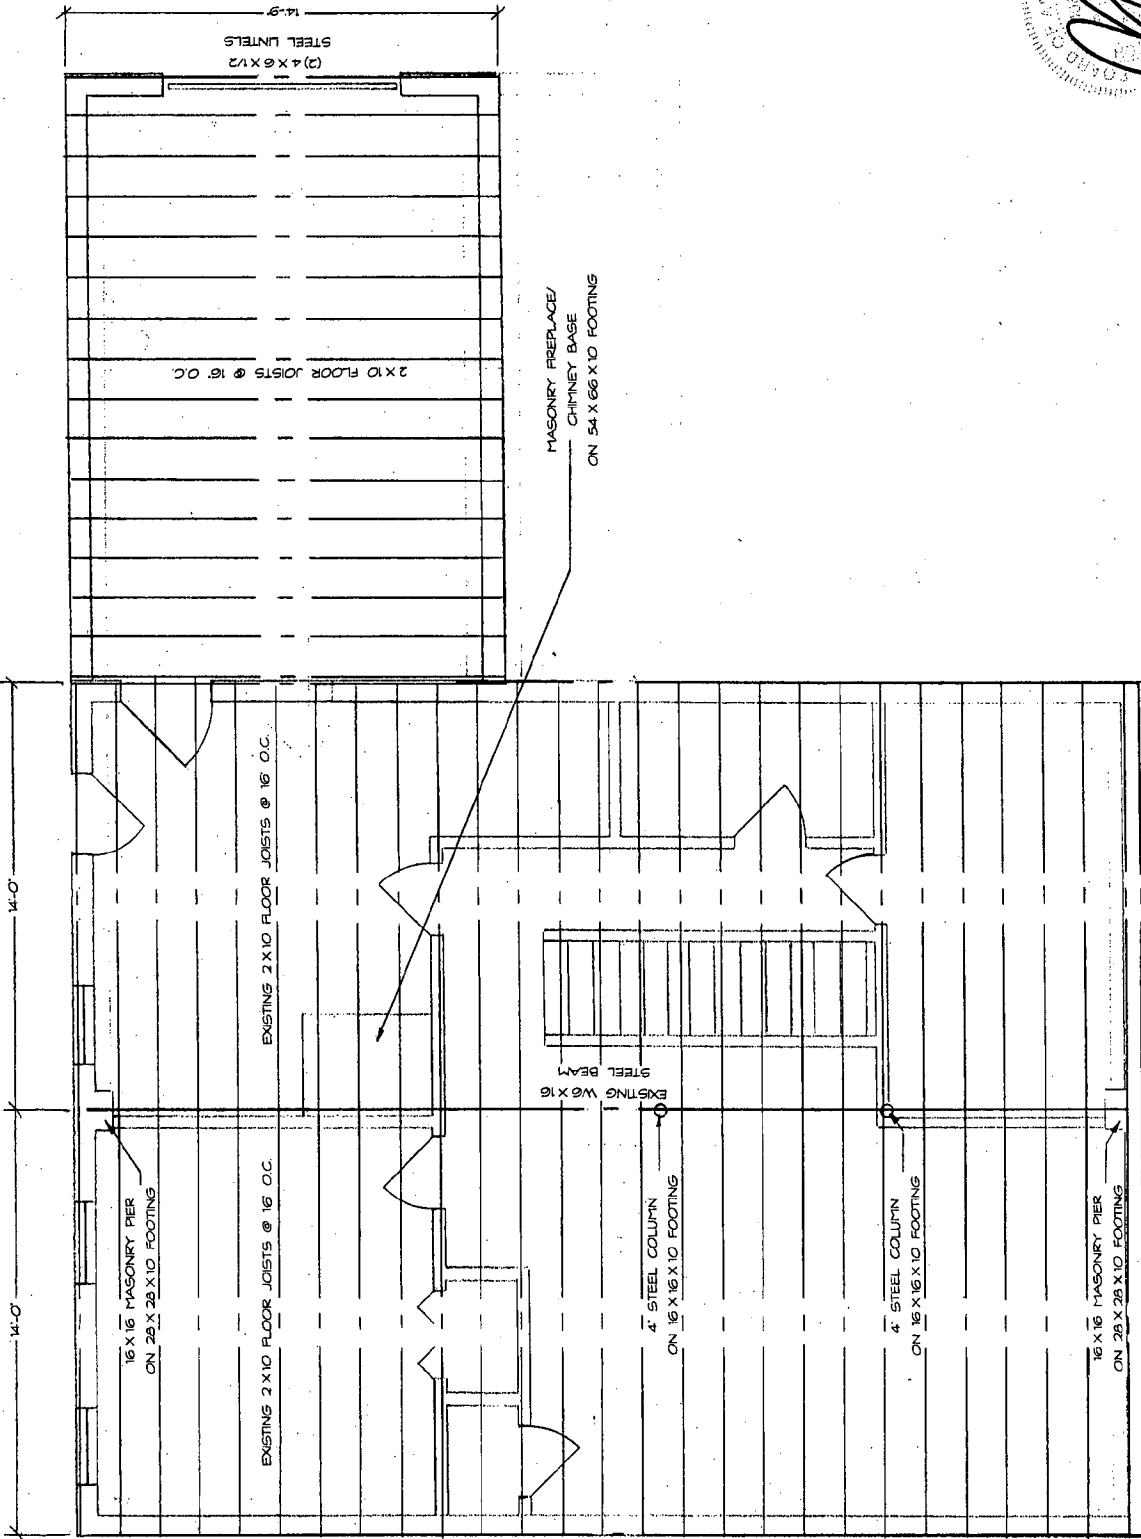 14'-9"
(2) 4 X 6 X 1/2
STEEL LINTELS
2 X 10 FLOOR JOISTS @ 16" O.C.
MASONRY FIREPLACE/
CHIMNEY BASE
ON 54 X 66 X 10 FOOTING
14'-0"
14'-0"
EXISTING 2 X 10 FLOOR JOISTS @ 16" O.C.
EXISTING 2 X 10 FLOOR JOISTS @ 16" O.C.
EXISTING W6 X 16
STEEL BEAM
16 X 16 MASONRY PIER
ON 28 X 28 X 10 FOOTING
4" STEEL COLUMN
ON 16 X 16 X 10 FOOTING
4" STEEL COLUMN
ON 16 X 16 X 10 FOOTING
16 X 16 MASONRY PIER
ON 28 X 28 X 10 FOOTING
BOARD OF A